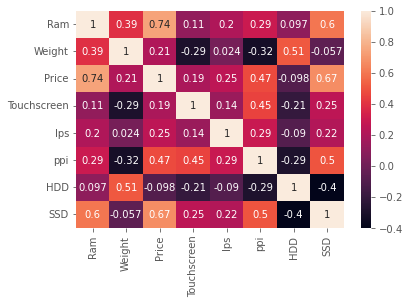 Ram 1 0.39 0.74 0.11 0.2 0.29 0.097 0.6
Weight 0.39 1 0.21 -0.29 0.024 -0.32 0.51 -0.057
Price 0.74 0.21 1 0.19 0.25 0.47 -0.098 0.67
Touchscreen 0.11 -0.29 0.19 1 0.14 0.45 -0.21 0.25
Ips 0.2 0.024 0.25 0.14 1 0.29 -0.09 0.22
ppi 0.29 -0.32 0.47 0.45 0.29 1 -0.29 0.5
HDD 0.097 0.51 -0.098 -0.21 -0.09 -0.29 1 -0.4
SSD 0.6 -0.057 0.67 0.25 0.22 0.5 -0.4 1
Ram Weight Price Touchscreen Ips ppi HDD SSD
1.0
0.8
0.6
0.4
0.2
0.0
-0.2
-0.4